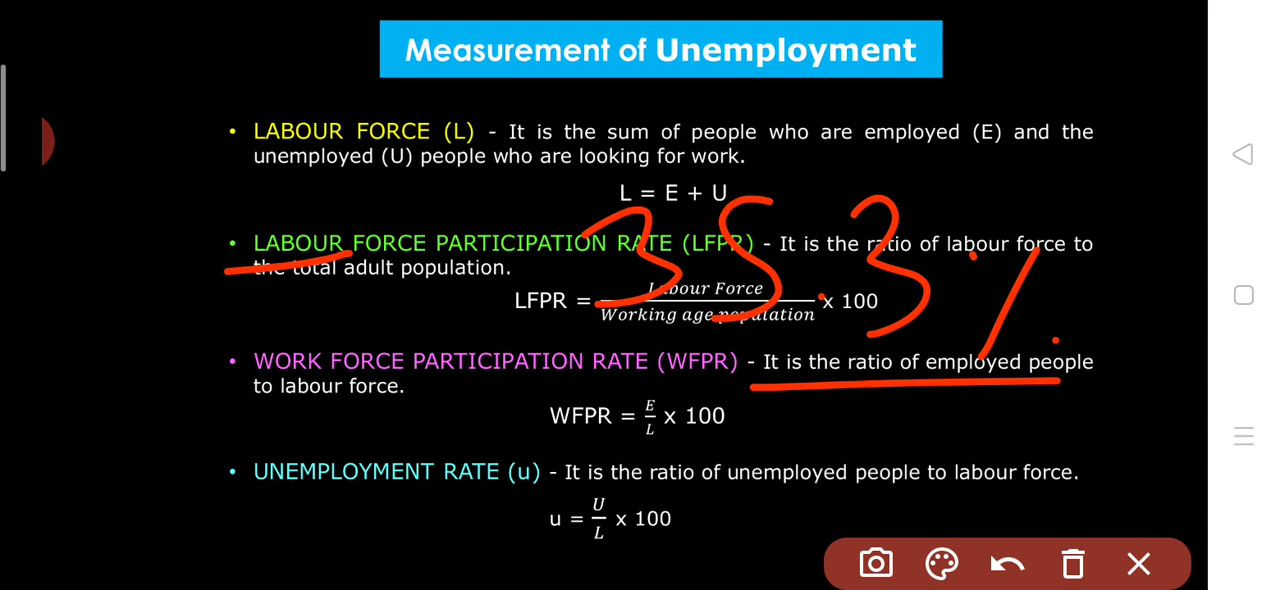 Measurement of Unemployment
• LABOUR FORCE (L) - It is the sum of people who are employed (E) and the
unemployed (U) people who are looking for work.
L = E + U
• LABOUR FORCE PARTICIPATION RATE (LFPR) - It is the ratio of labour force to
the total adult population.
LFPR = Labour Force / Working age population x 100
35.3%
• WORK FORCE PARTICIPATION RATE (WFPR) - It is the ratio of employed people
to labour force.
WFPR = E/L x 100
• UNEMPLOYMENT RATE (u) - It is the ratio of unemployed people to labour force.
u = U/L x 100